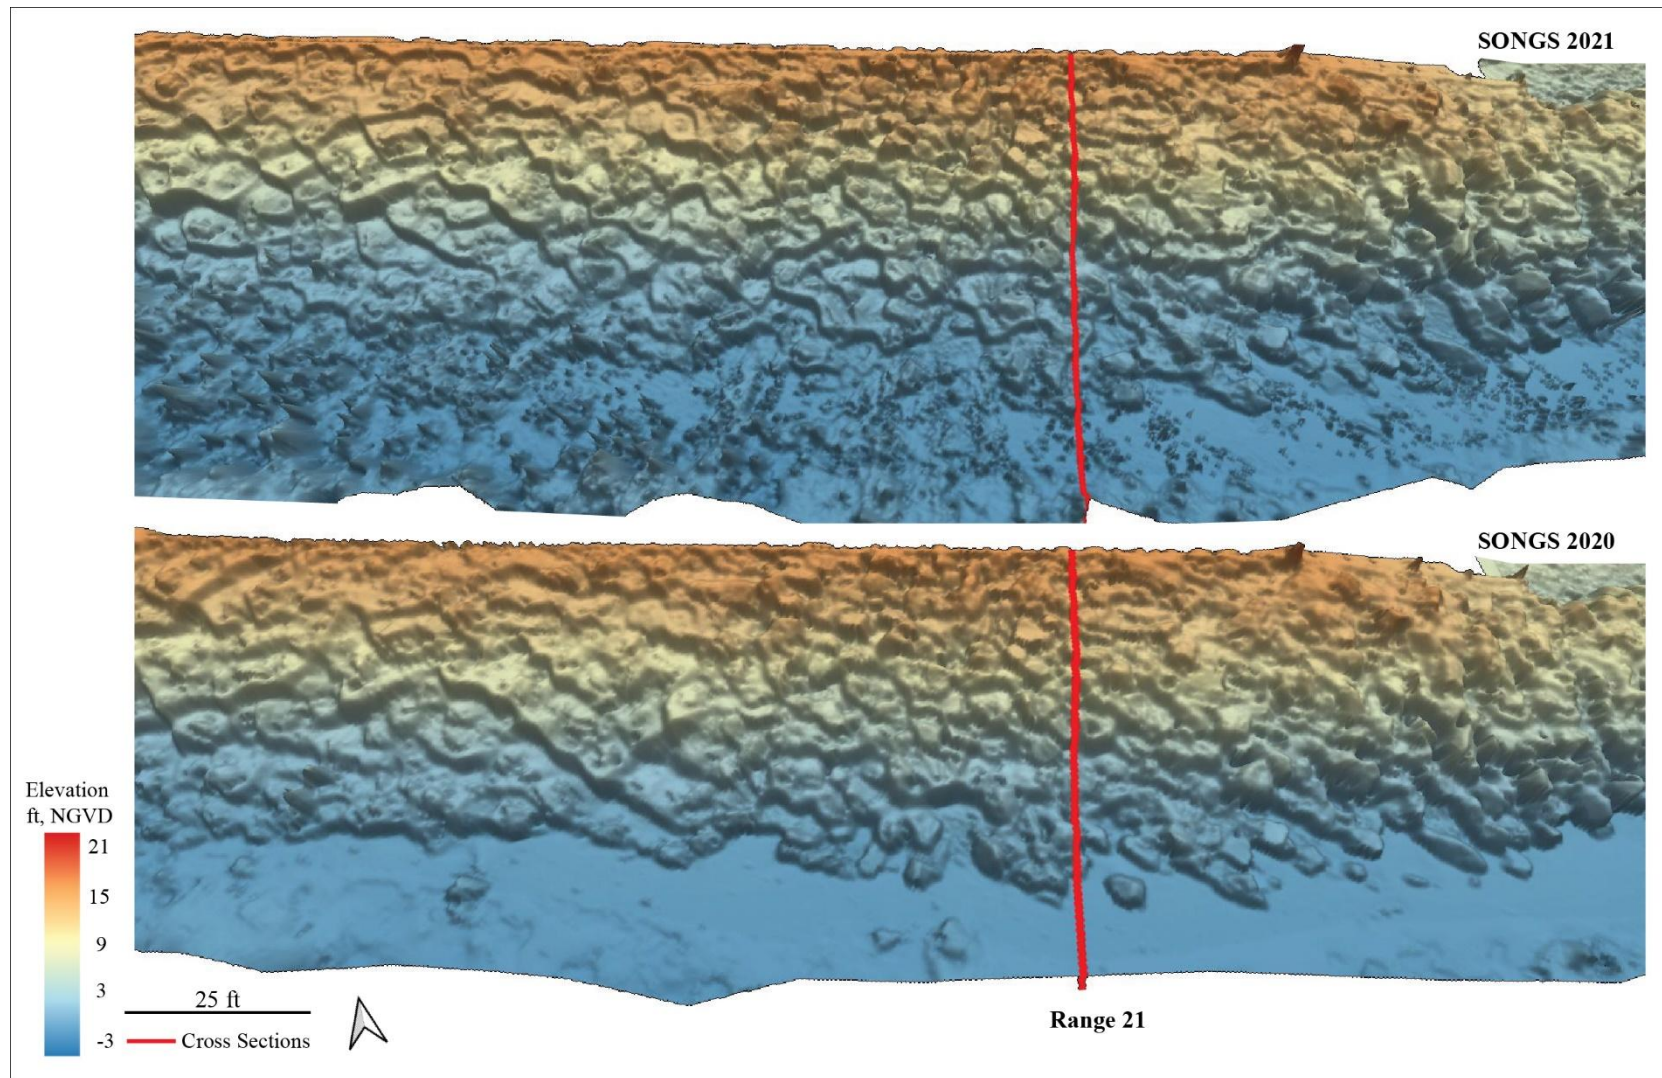 SONGS 2021
SONGS 2020
Elevation
ft, NGVD
21
15
9
3
-3
25 ft
Cross Sections
Range 21